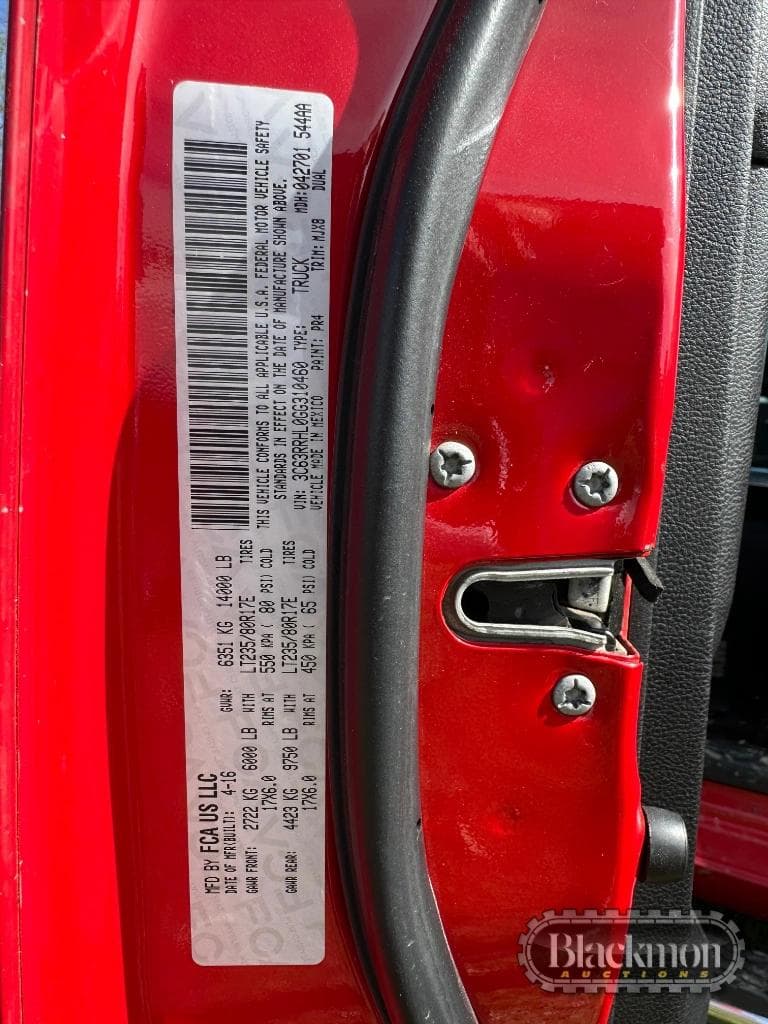 MFD BY FCA US LLC
DATE OF MFR(BUILT): 4-16 GVWR: 6351 KG 14000 LB
GAWR FRONT: 2722 KG 6000 LB WITH LT235/80R17E TIRES
17X6.0 RIMS AT 550 KPA ( 80 PSI) COLD
GAWR REAR: 4423 KG 9750 LB WITH LT235/80R17E TIRES
17X6.0 RIMS AT 450 KPA ( 65 PSI) COLD
THIS VEHICLE CONFORMS TO ALL APPLICABLE U.S.A. FEDERAL MOTOR VEHICLE SAFETY
STANDARDS IN EFFECT ON THE DATE OF MANUFACTURE SHOWN ABOVE.
VIN: 3C63RRHL0GG310460 TYPE: TRUCK MDH:042701 544AA
VEHICLE MADE IN MEXICO PAINT: PR4 TRIM: MJX8 DUAL
Blackmon
AUCTIONS